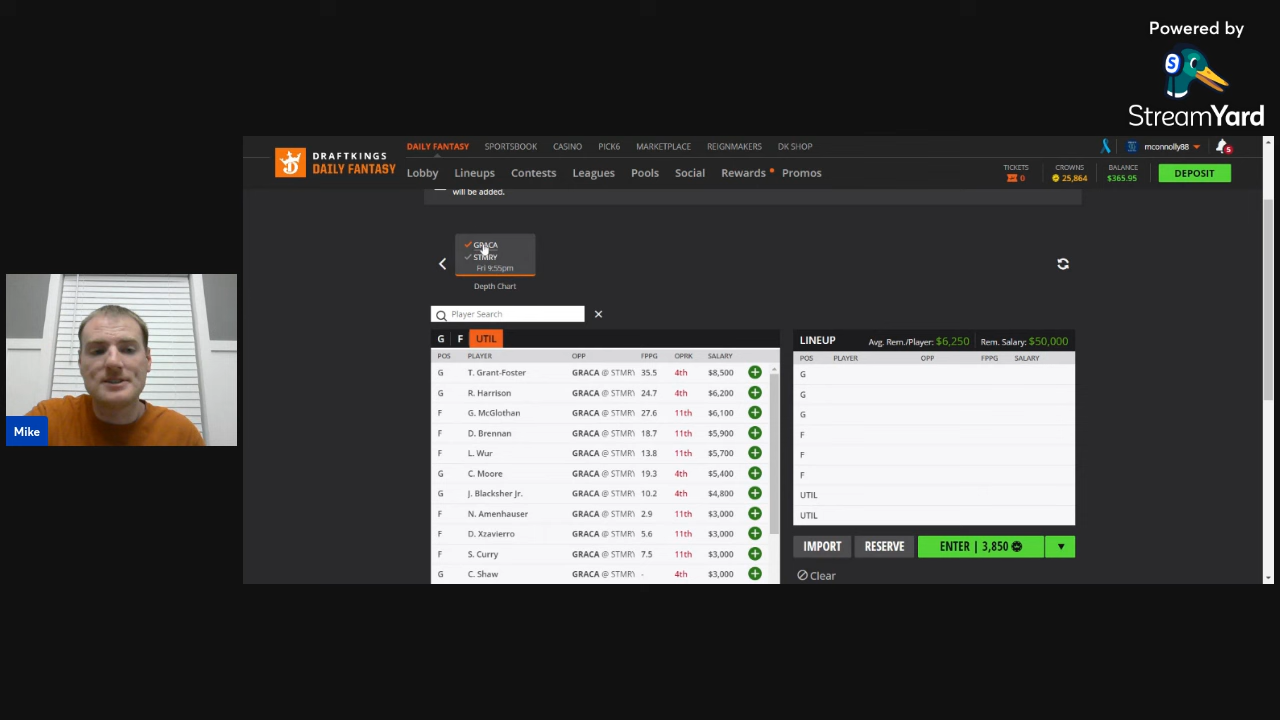 Powered by
StreamYard
DRAFTKINGS
DAILY FANTASY
DAILY FANTASY SPORTSBOOK CASINO PICK6 MARKETPLACE REIGNMAKERS DK SHOP
mconnolly88 5
Lobby Lineups Contests Leagues Pools Social Rewards Promos
TICKETS CROWNS BALANCE
0 25,864 $365.95 DEPOSIT
will be added.
GRACA
STMRY
Fri 9:55pm
Depth Chart
Player Search
G F UTIL
POS PLAYER OPP FPPG OPRK SALARY
G T. Grant-Foster GRACA @ STMRY 35.5 4th $8,500
G R. Harrison GRACA @ STMRY 24.7 4th $6,200
F G. McGlothan GRACA @ STMRY 27.6 11th $6,100
F D. Brennan GRACA @ STMRY 18.7 11th $5,900
F L. Wur GRACA @ STMRY 13.8 11th $5,700
G C. Moore GRACA @ STMRY 19.3 4th $5,400
G J. Blacksher Jr. GRACA @ STMRY 10.2 4th $4,800
F N. Amenhauser GRACA @ STMRY 2.9 11th $3,000
F D. Xzavierro GRACA @ STMRY 5.6 11th $3,000
F S. Curry GRACA @ STMRY 7.5 11th $3,000
G C. Shaw GRACA @ STMRY - 4th $3,000
LINEUP Avg. Rem./Player: $6,250 Rem. Salary: $50,000
POS PLAYER OPP FPPG SALARY
G
G
G
F
F
F
UTIL
UTIL
IMPORT RESERVE ENTER | 3,850
Clear
Mike